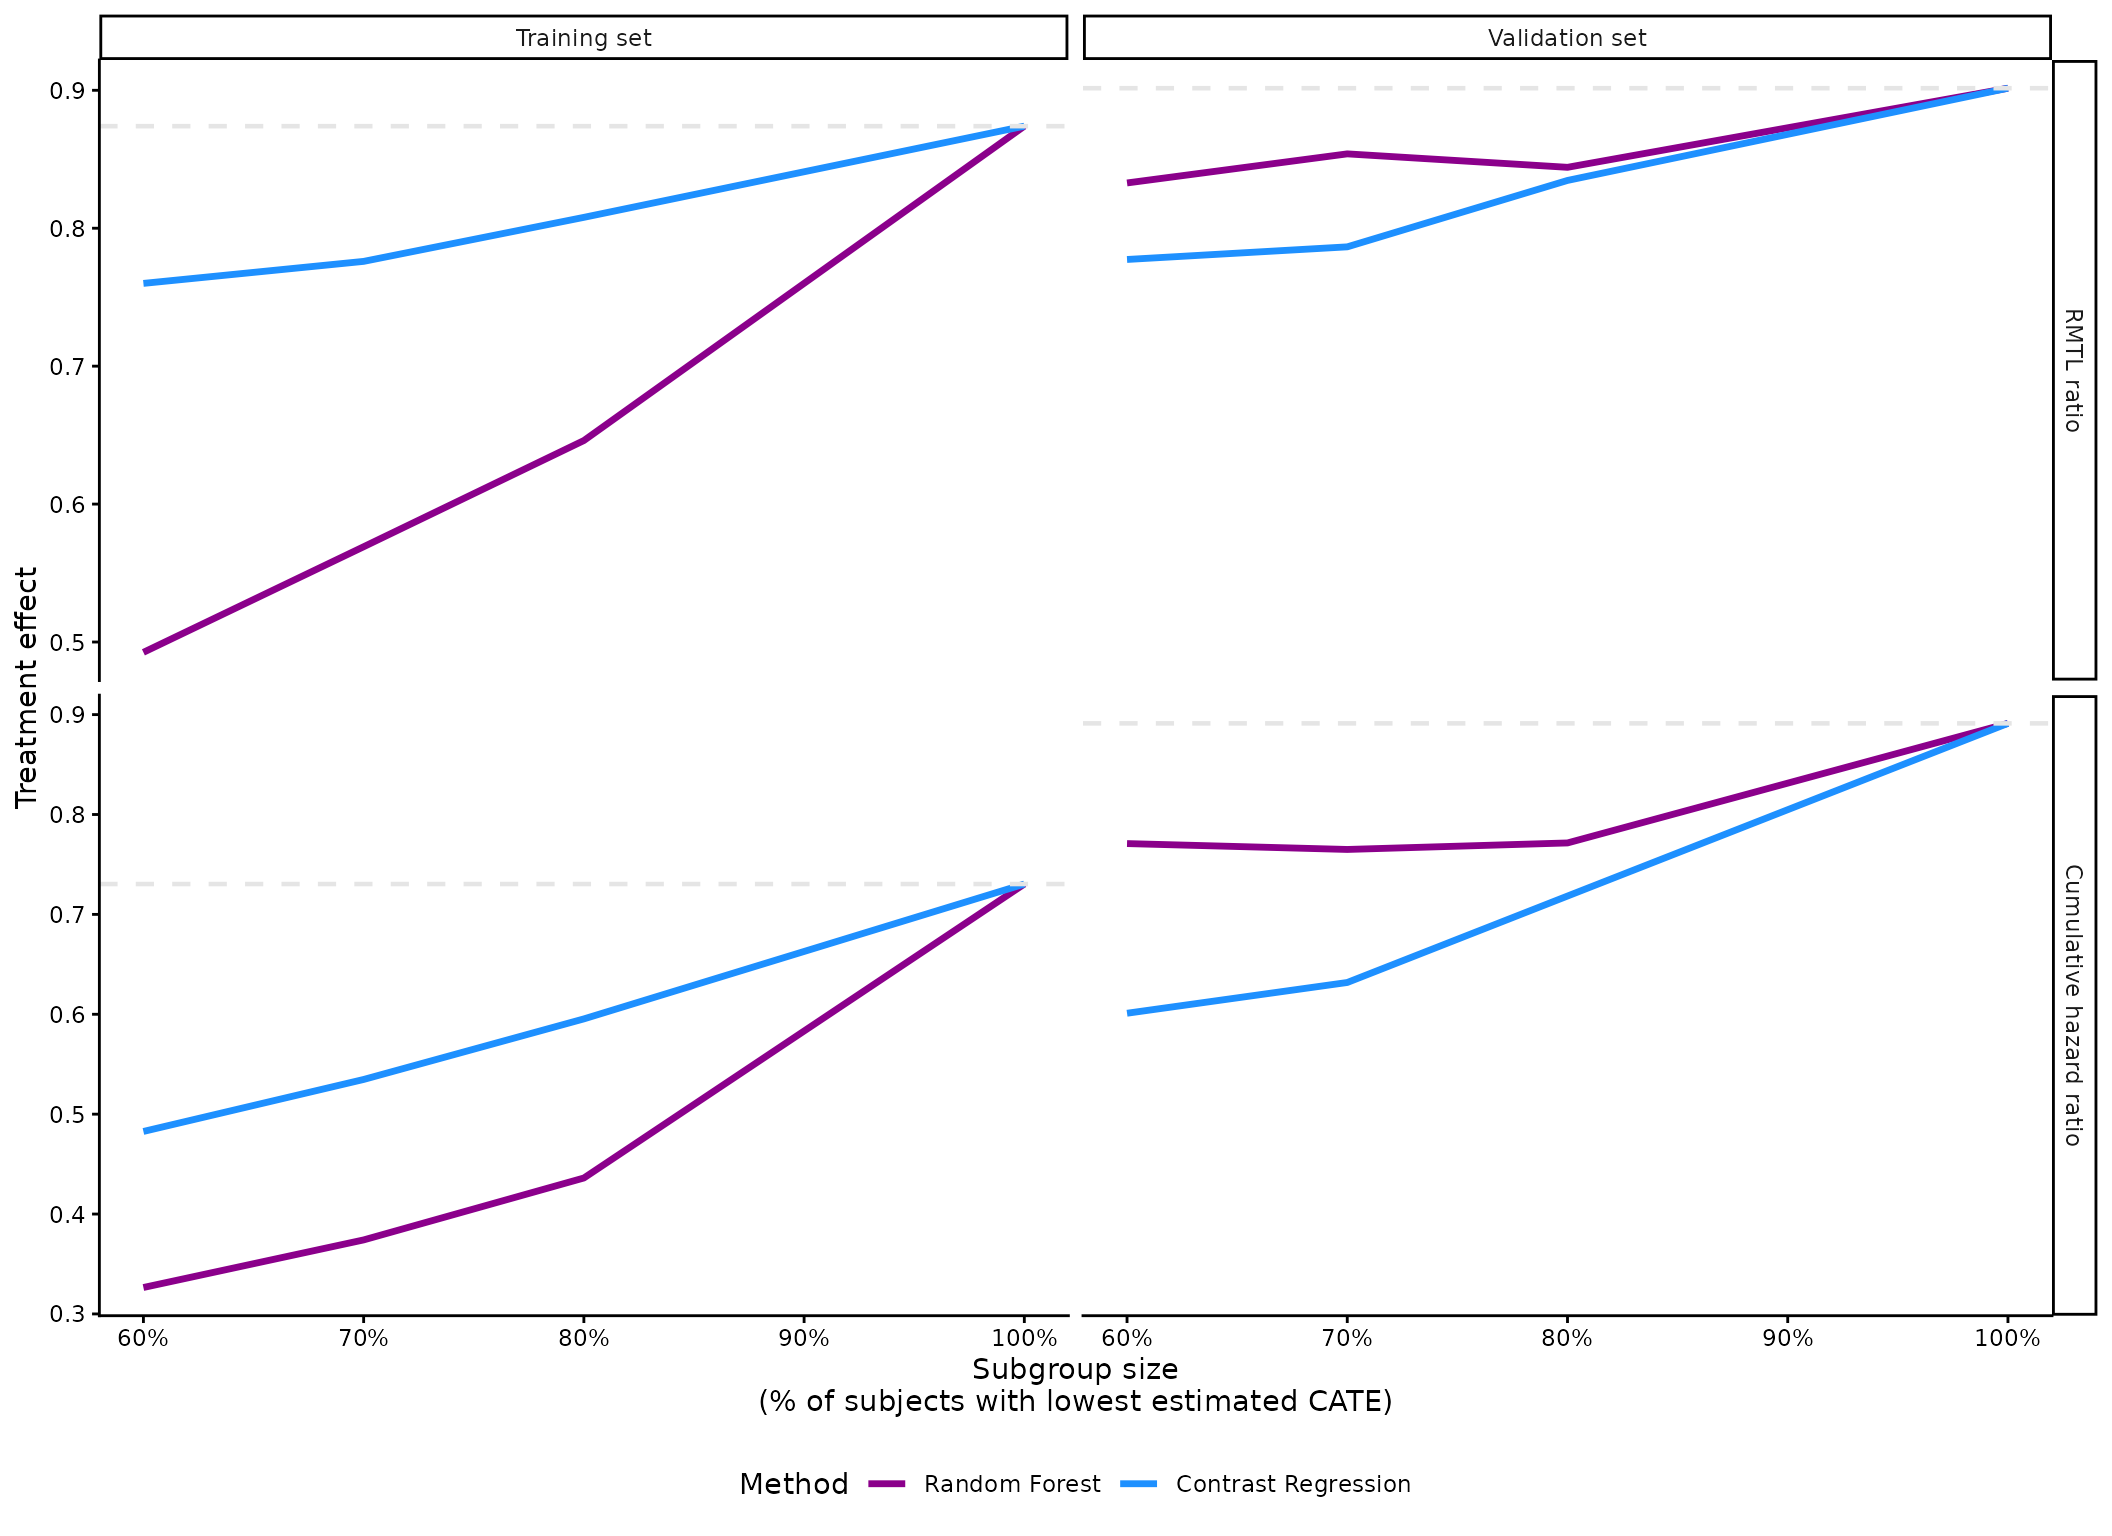 Training set
Validation set
0.9
0.8
0.7
0.6
0.5
RMTL ratio
Treatment effect
0.9
0.8
0.7
0.6
0.5
0.4
0.3
Cumulative hazard ratio
60% 70% 80% 90% 100%
60% 70% 80% 90% 100%
Subgroup size
(% of subjects with lowest estimated CATE)
Method Random Forest Contrast Regression